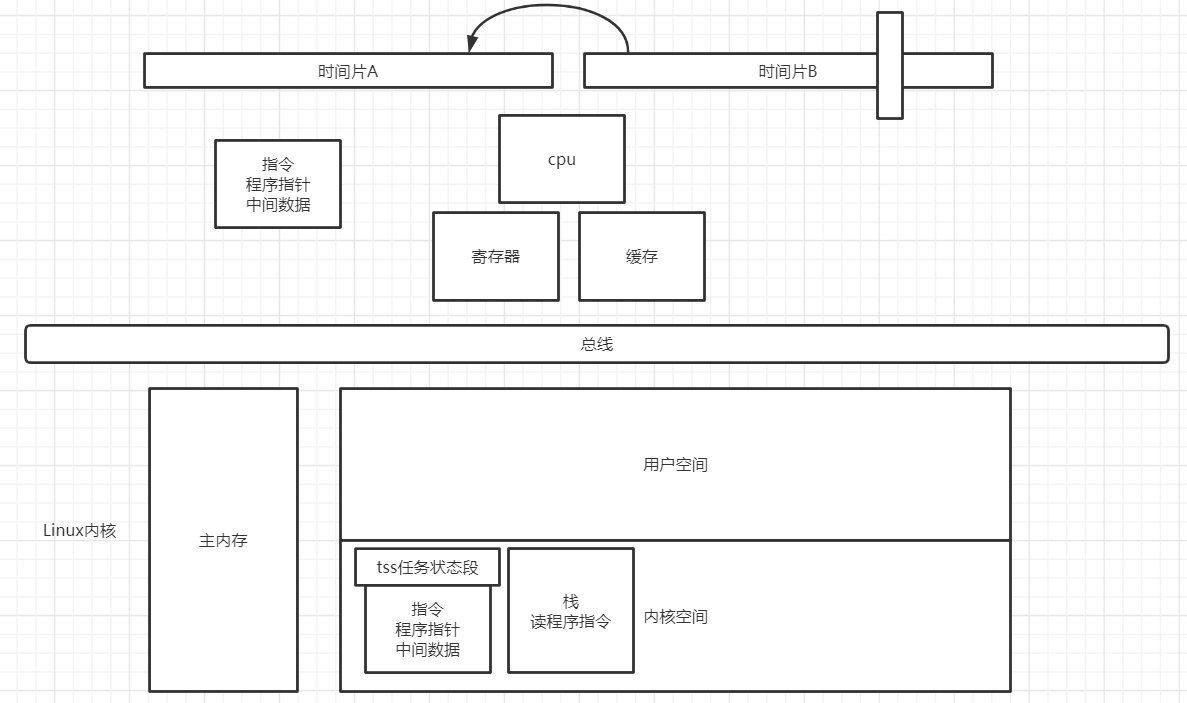 时间片A
时间片B
cpu
指令
程序指针
中间数据
寄存器
缓存
总线
用户空间
Linux内核
主内存
tss任务状态段
指令
程序指针
中间数据
栈
读程序指令
内核空间